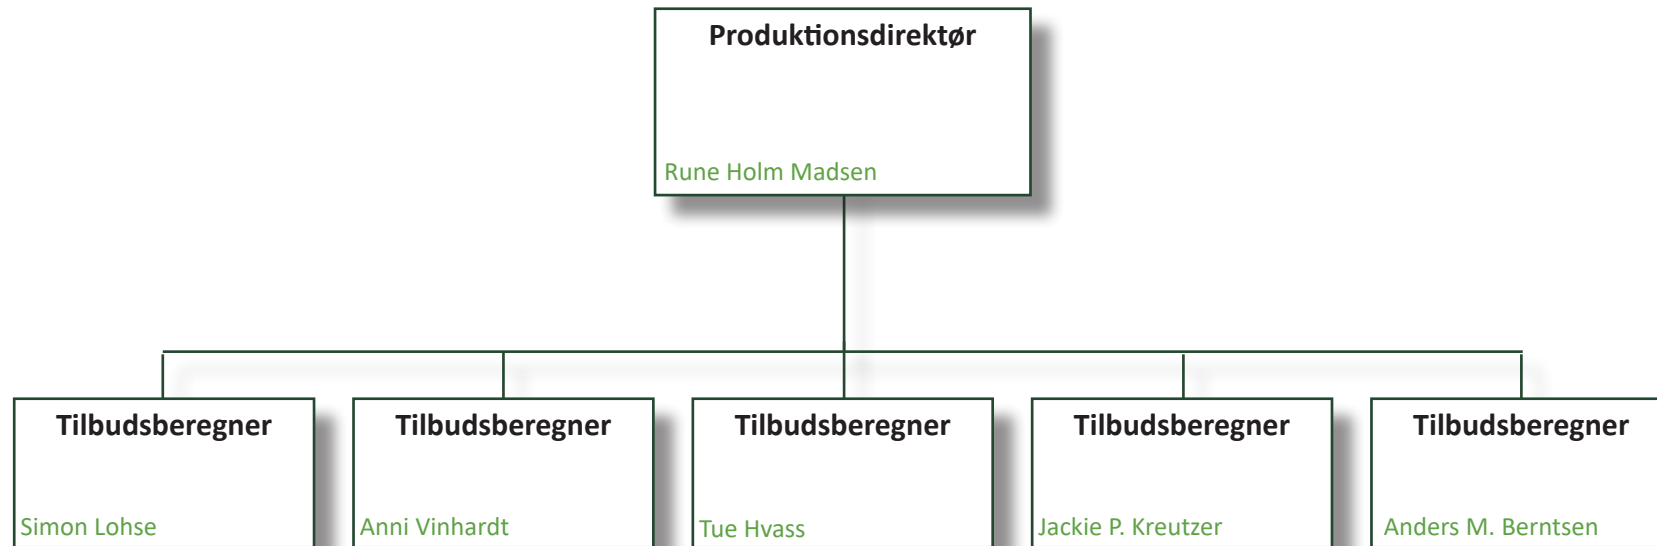 Produktionsdirektør
Rune Holm Madsen
Tilbudsberegner
Simon Lohse
Tilbudsberegner
Anni Vinhardt
Tilbudsberegner
Tue Hvass
Tilbudsberegner
Jackie P. Kreutzer
Tilbudsberegner
Anders M. Berntsen